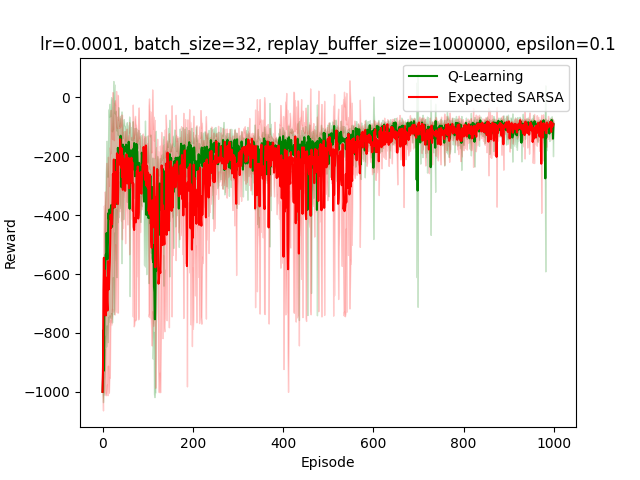 lr=0.0001, batch_size=32, replay_buffer_size=1000000, epsilon=0.1
Q-Learning
Expected SARSA
0
−200
−400
−600
−800
−1000
Reward
0
200
400
600
800
1000
Episode